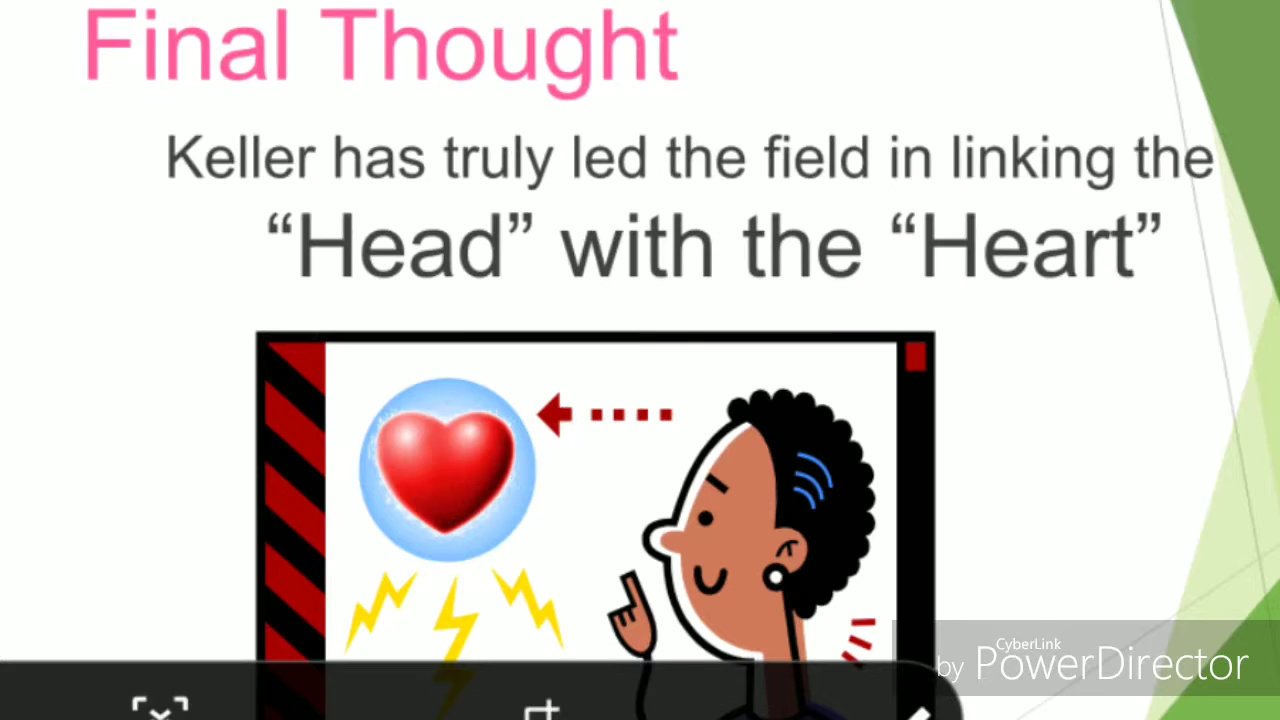 Final Thought
Keller has truly led the field in linking the
“Head” with the “Heart”
CyberLink
by PowerDirector